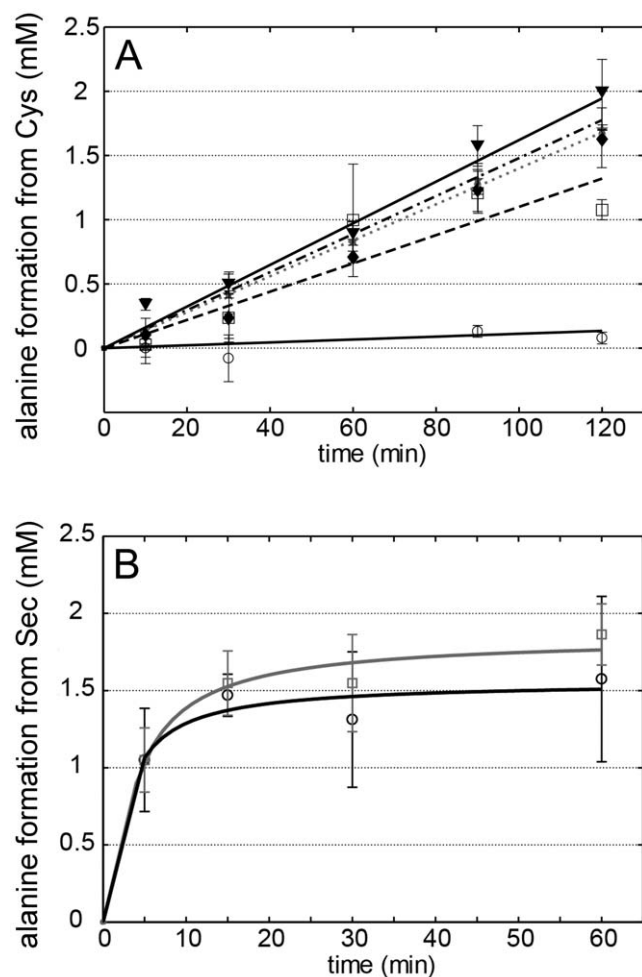 A
alanine formation from Cys (mM)
2.5
2
1.5
1
0.5
0
0 20 40 60 80 100 120
time (min)
B
alanine formation from Sec (mM)
2.5
2
1.5
1
0.5
0
0 10 20 30 40 50 60
time (min)